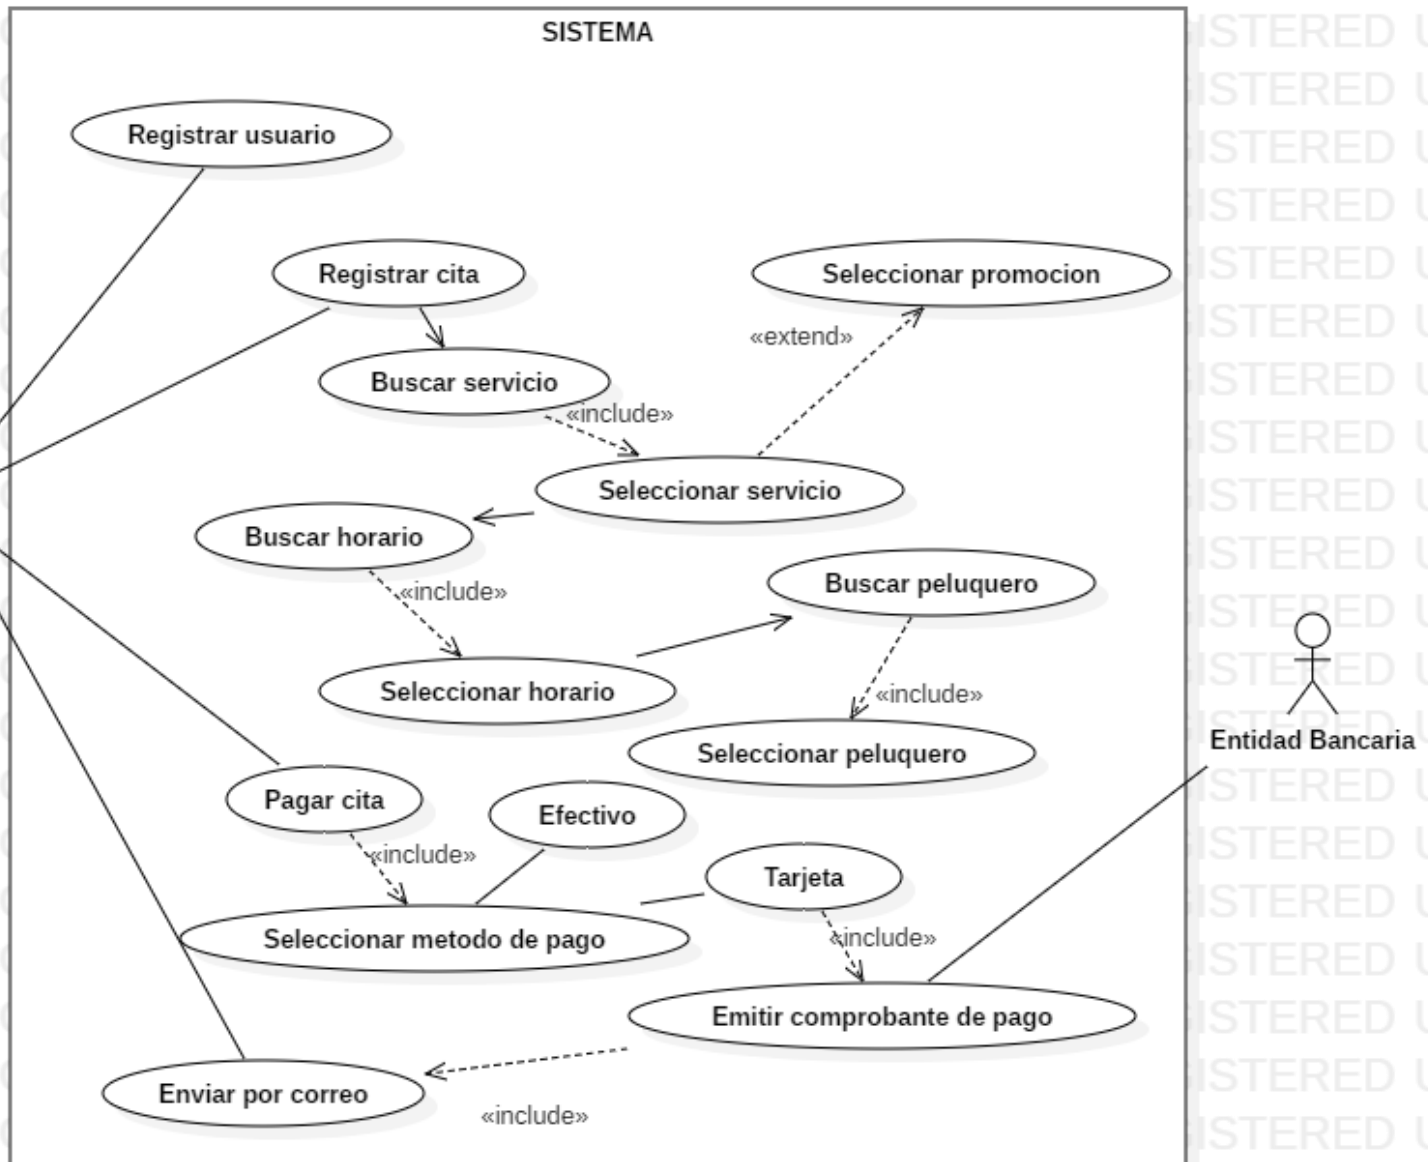 SISTEMA
Registrar usuario
Registrar cita
Seleccionar promocion
«extend»
Buscar servicio
«include»
Seleccionar servicio
Buscar horario
«include»
Buscar peluquero
Seleccionar horario
«include»
Seleccionar peluquero
Entidad Bancaria
Pagar cita
Efectivo
«include»
Tarjeta
Seleccionar metodo de pago
«include»
Emitir comprobante de pago
Enviar por correo
«include»